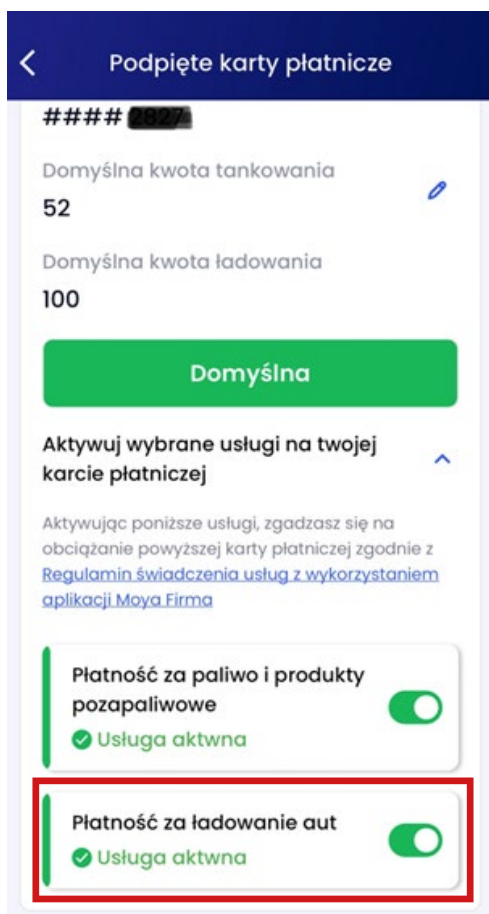 Podpięte karty płatnicze
####
Domyślna kwota tankowania
52
Domyślna kwota ładowania
100
Domyślna
Aktywuj wybrane usługi na twojej
karcie płatniczej
Aktywując poniższe usługi, zgadzasz się na
obciążanie powyższej karty płatniczej zgodnie z
Regulamin świadczenia usług z wykorzystaniem
aplikacji Moya Firma
Płatność za paliwo i produkty
pozapaliwowe
Usługa aktwna
Płatność za ładowanie aut
Usługa aktwna